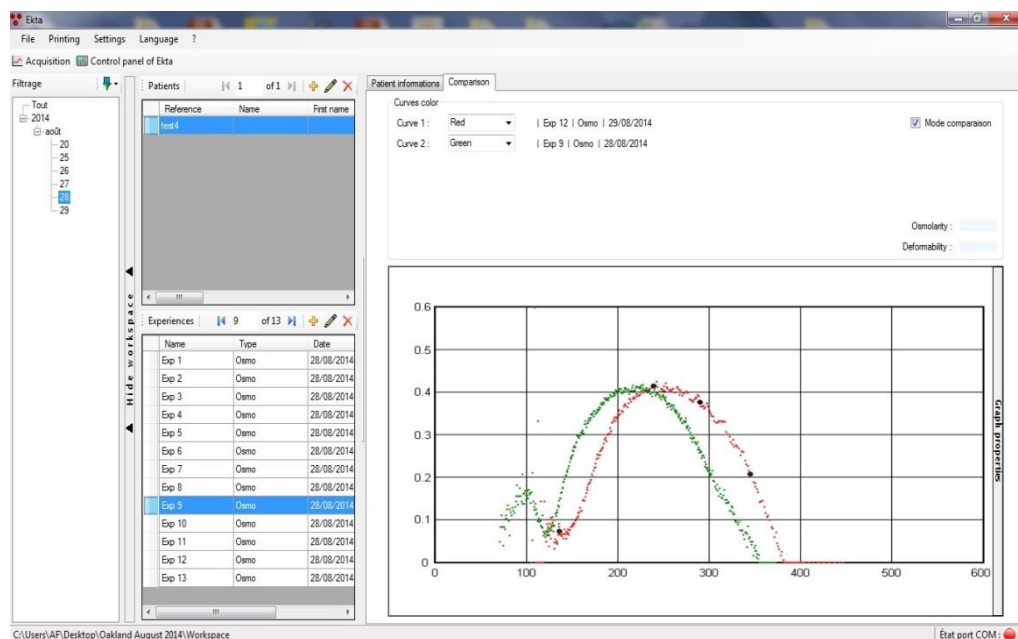 Ekta
File Printing Settings Language ?
Acquisition Control panel of Ekta
Filtrage
Tout
2014
août
20
25
26
27
28
29
Hide workspace
Patients 1 of 1
Reference Name First name
test4
Experiences 9 of 13
Name Type Date
Exp 1 Osmo 28/08/2014
Exp 2 Osmo 28/08/2014
Exp 3 Osmo 28/08/2014
Exp 4 Osmo 28/08/2014
Exp 5 Osmo 28/08/2014
Exp 6 Osmo 28/08/2014
Exp 7 Osmo 28/08/2014
Exp 8 Osmo 28/08/2014
Exp 9 Osmo 28/08/2014
Exp 10 Osmo 28/08/2014
Exp 11 Osmo 28/08/2014
Exp 12 Osmo 28/08/2014
Exp 13 Osmo 28/08/2014
Patient informations Comparison
Curves color
Curve 1 : Red | Exp 12 | Osmo | 29/08/2014 Mode comparaison
Curve 2 : Green | Exp 9 | Osmo | 28/08/2014
Osmolarity :
Deformability :
0.6
0.5
0.4
0.3
0.2
0.1
0
0 100 200 300 400 500 600
Graph properties
C:\Users\AF\Desktop\Oakland August 2014\Workspace État port COM :